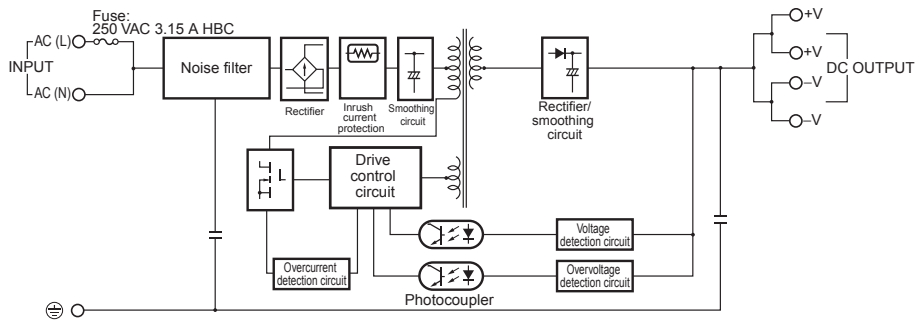 Fuse:
250 VAC 3.15 A HBC
AC (L)
INPUT
AC (N)
Noise filter
Rectifier
Inrush
current
protection
Smoothing
circuit
Rectifier/
smoothing
circuit
+V
+V
DC OUTPUT
−V
−V
Drive
control
circuit
Overcurrent
detection circuit
Voltage
detection circuit
Overvoltage
detection circuit
Photocoupler